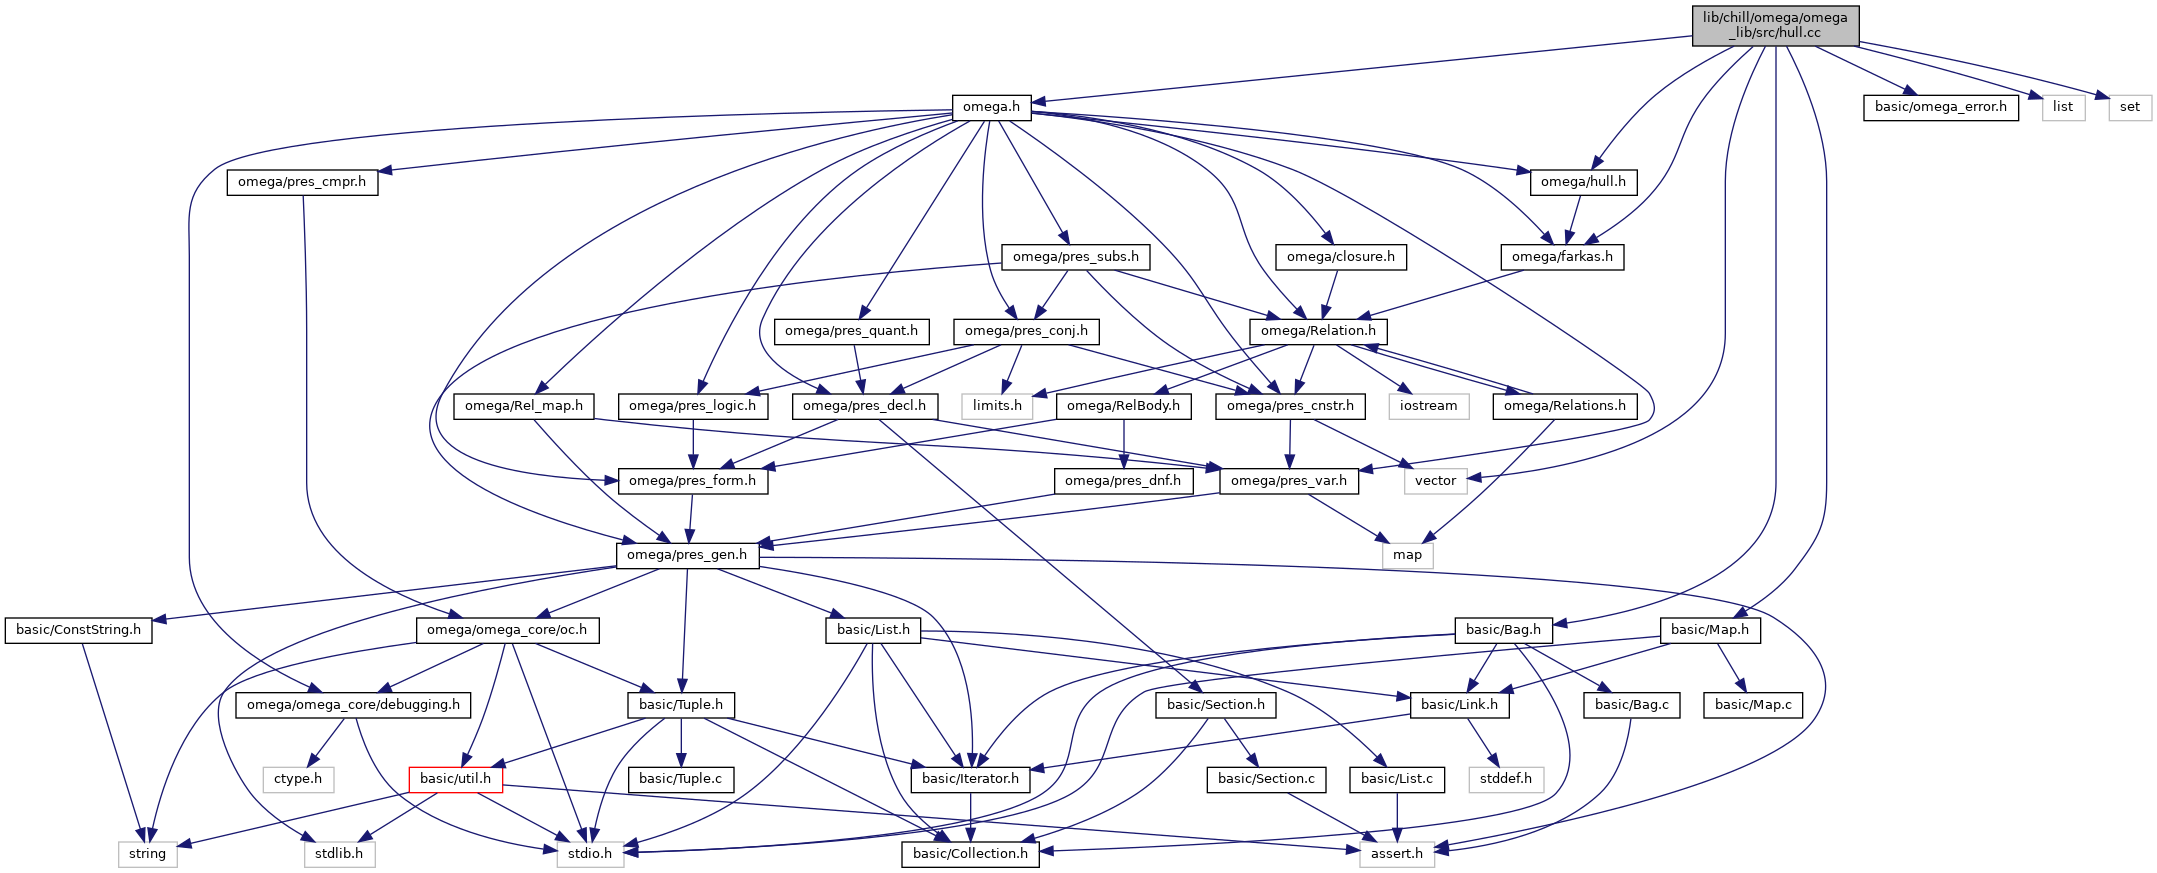 lib/chill/omega/omega
_lib/src/hull.cc
omega.h
basic/omega_error.h
list
set
omega/pres_cmpr.h
omega/hull.h
omega/pres_subs.h
omega/closure.h
omega/farkas.h
omega/pres_quant.h
omega/pres_conj.h
omega/Relation.h
omega/Rel_map.h
omega/pres_logic.h
omega/pres_decl.h
limits.h
omega/RelBody.h
omega/pres_cnstr.h
iostream
omega/Relations.h
omega/pres_form.h
omega/pres_dnf.h
omega/pres_var.h
vector
omega/pres_gen.h
map
basic/ConstString.h
omega/omega_core/oc.h
basic/List.h
basic/Bag.h
basic/Map.h
omega/omega_core/debugging.h
basic/Tuple.h
basic/Section.h
basic/Link.h
basic/Bag.c
basic/Map.c
ctype.h
basic/util.h
basic/Tuple.c
basic/Iterator.h
basic/Section.c
basic/List.c
stddef.h
string
stdlib.h
stdio.h
basic/Collection.h
assert.h